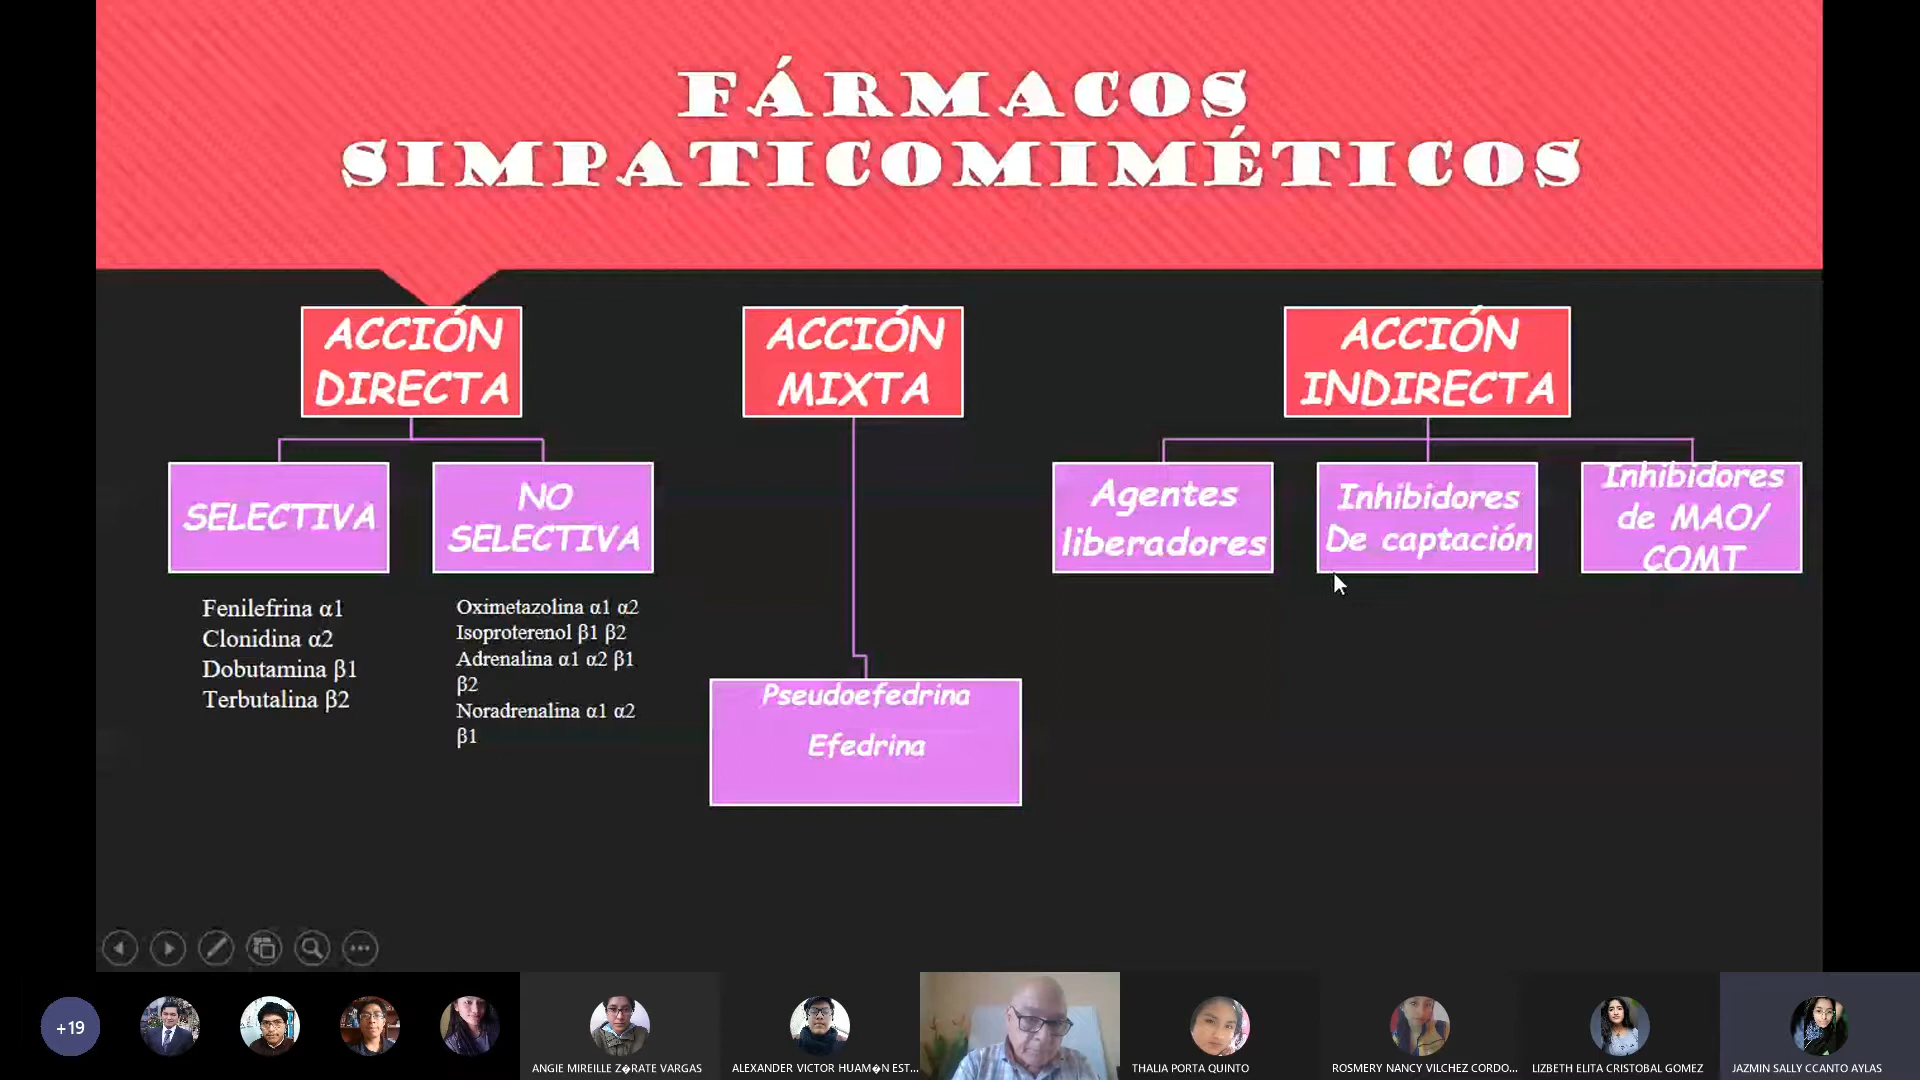 FÁRMACOS
SIMPATICOMIMÉTICOS
ACCIÓN
DIRECTA
ACCIÓN
MIXTA
ACCIÓN
INDIRECTA
SELECTIVA
NO
SELECTIVA
Agentes
liberadores
Inhibidores
De captación
Inhibidores
de MAO/
COMT
Fenilefrina α1
Clonidina α2
Dobutamina β1
Terbutalina β2
Oximetazolina α1 α2
Isoproterenol β1 β2
Adrenalina α1 α2 β1
β2
Noradrenalina α1 α2
β1
Pseudoefedrina
Efedrina
+19
ANGIE MIREILLE Z�RATE VARGAS
ALEXANDER VICTOR HUAM�N EST...
THALIA PORTA QUINTO
ROSMERY NANCY VILCHEZ CORDO...
LIZBETH ELITA CRISTOBAL GOMEZ
JAZMIN SALLY CCANTO AYLAS